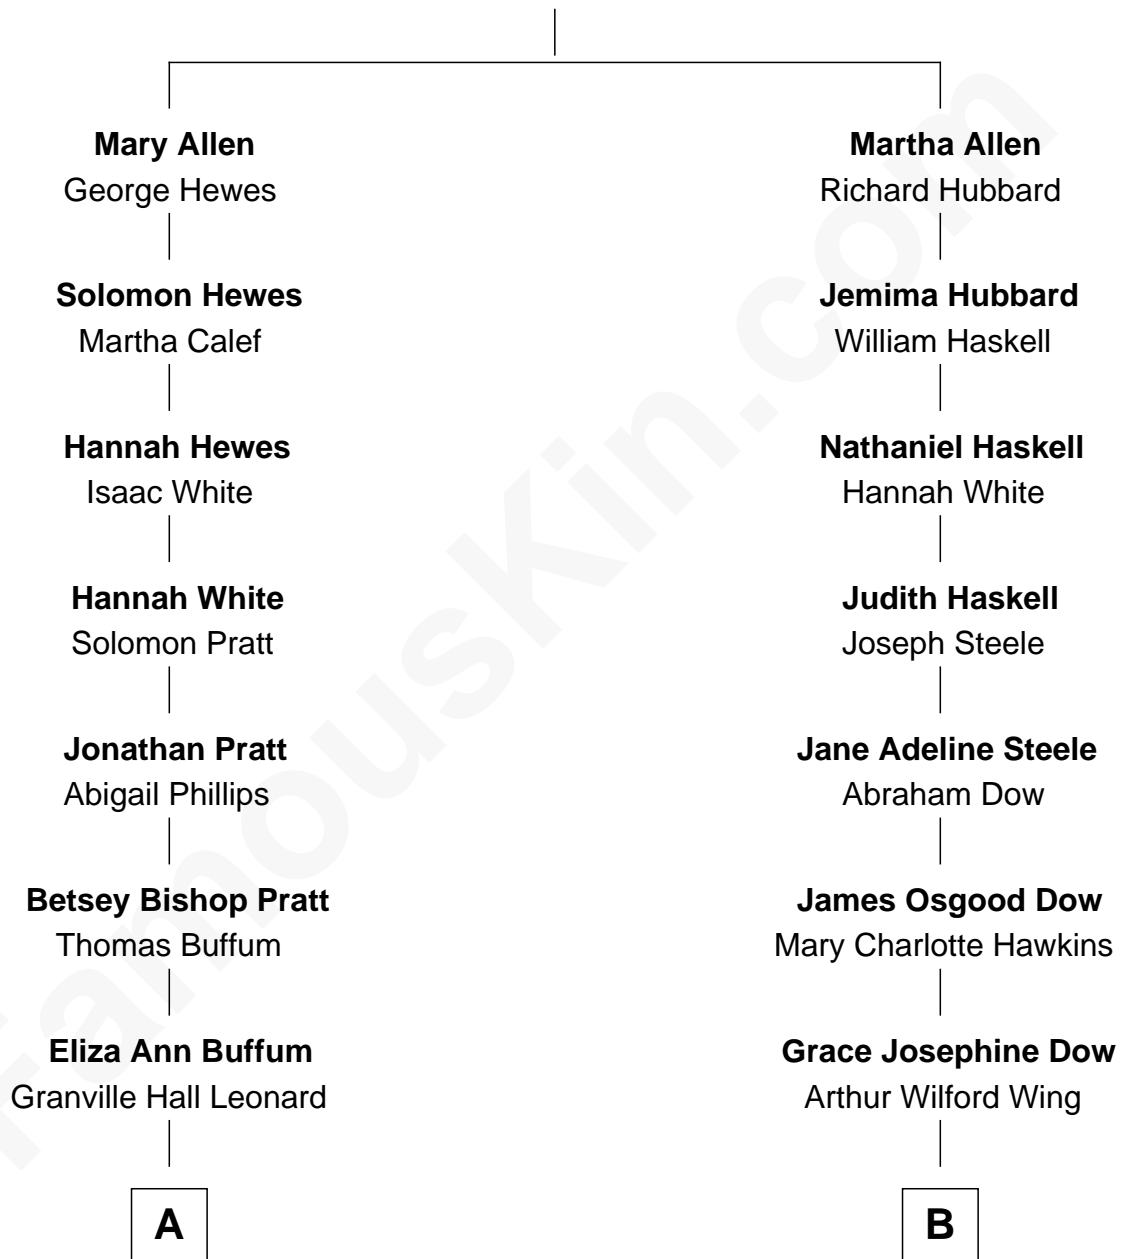 Mary Allen
George Hewes
Solomon Hewes
Martha Calef
Hannah Hewes
Isaac White
Hannah White
Solomon Pratt
Jonathan Pratt
Abigail Phillips
Betsey Bishop Pratt
Thomas Buffum
Eliza Ann Buffum
Granville Hall Leonard
A
Martha Allen
Richard Hubbard
Jemima Hubbard
William Haskell
Nathaniel Haskell
Hannah White
Judith Haskell
Joseph Steele
Jane Adeline Steele
Abraham Dow
James Osgood Dow
Mary Charlotte Hawkins
Grace Josephine Dow
Arthur Wilford Wing
B
FamousKin.com